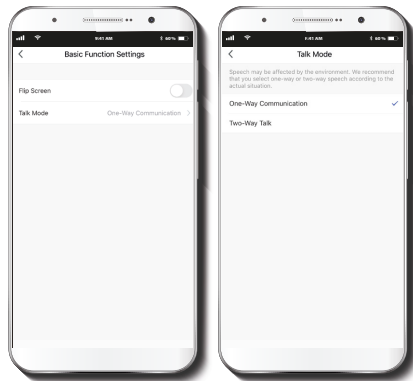 9:41 AM
60%
Basic Function Settings
Flip Screen
Talk Mode
One-Way Communication
9:41 AM
60%
Talk Mode
Speech may be affected by the environment. We recommend
that you select one-way or two-way speech according to the
actual situation.
One-Way Communication
Two-Way Talk